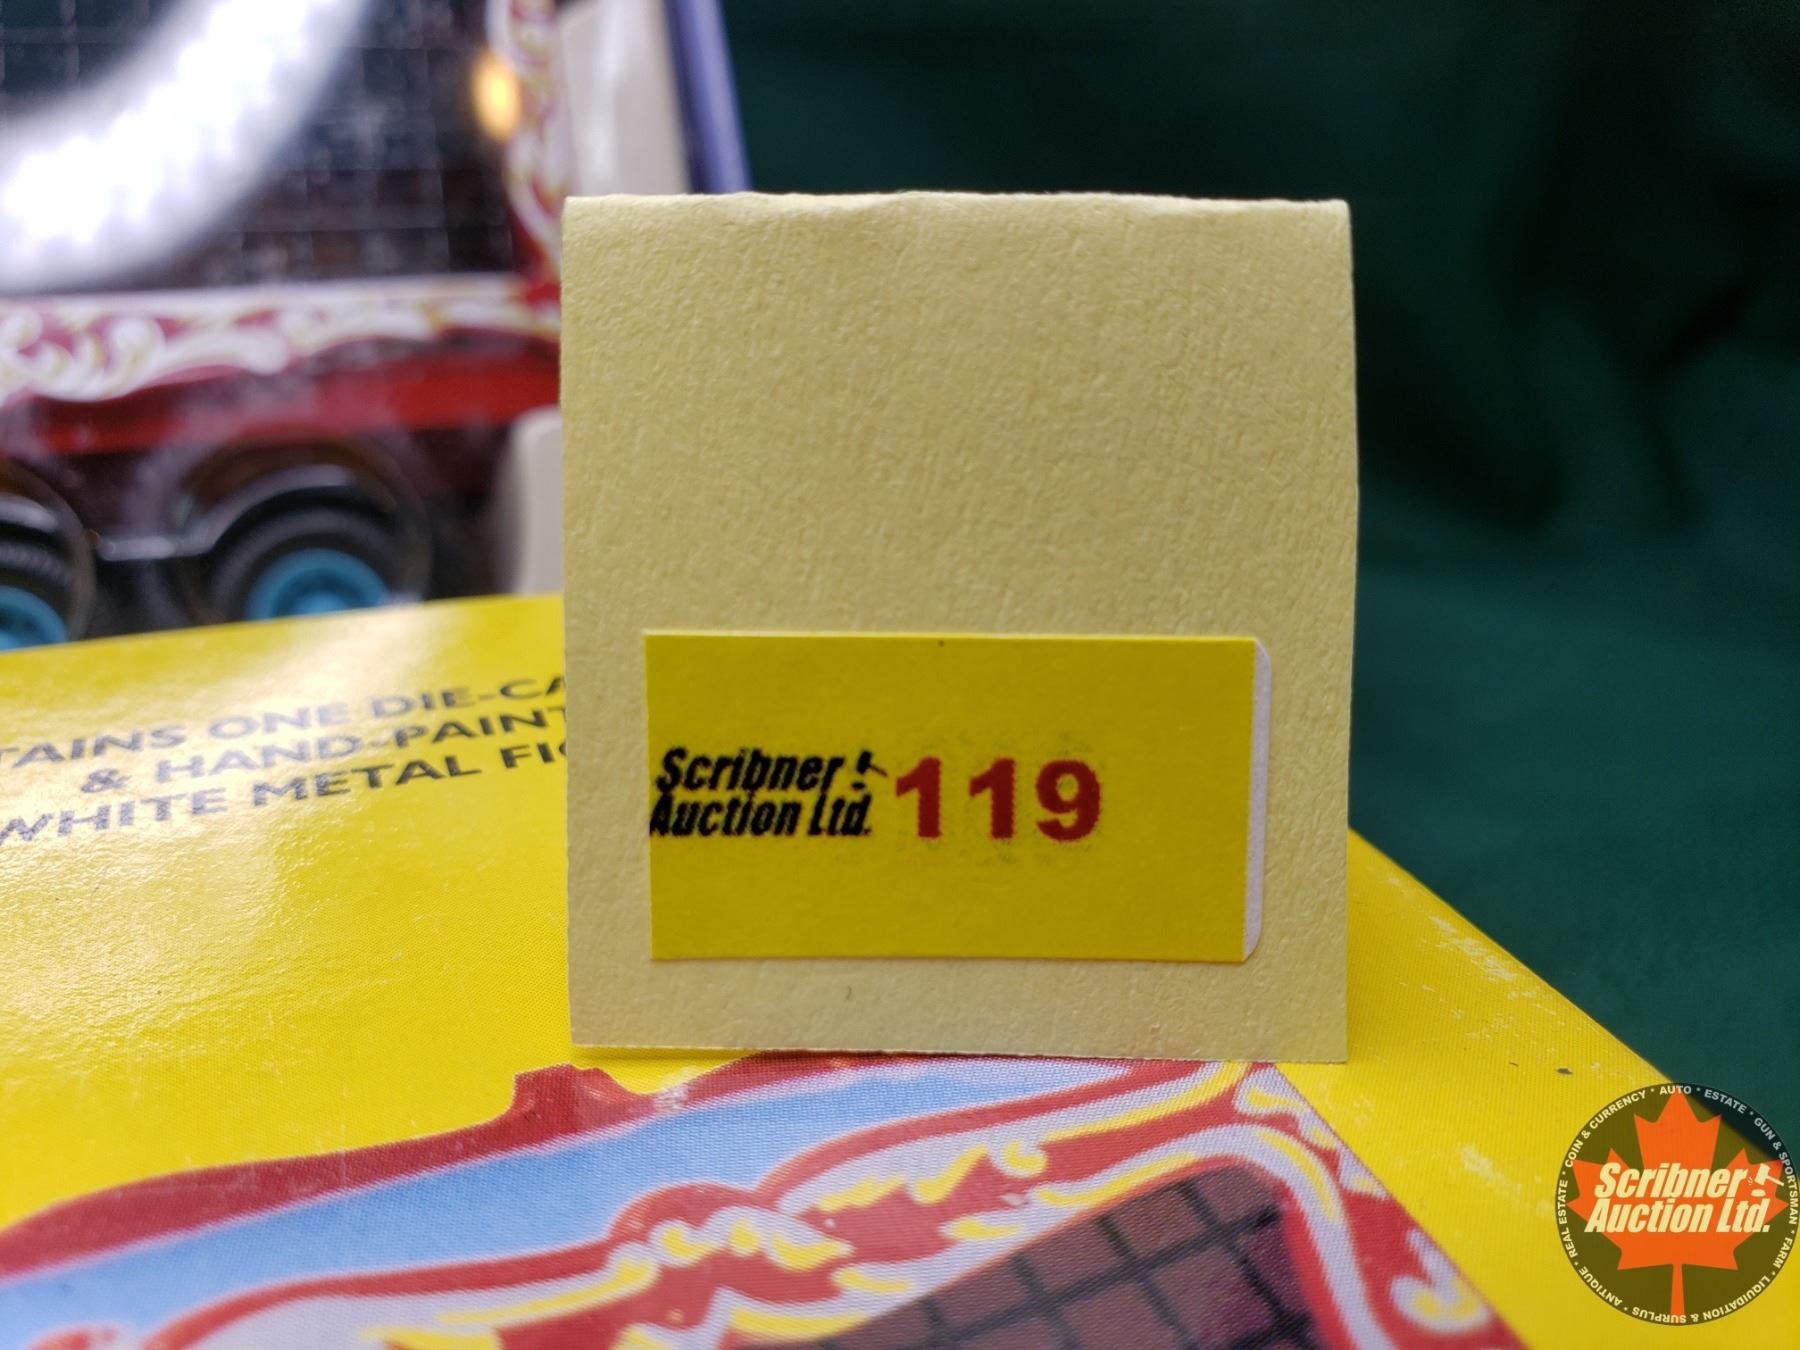 TAINS ONE DIE-CA
& HAND-PAINT
WHITE METAL FI
Scribner
Auction Ltd.
119
COIN & CURRENCY * AUTO * ESTATE * GUN & SPORTSMAN * FARM * LIQUIDATION & SURPLUS * ANTIQUE * REAL ESTATE *
Scribner
Auction Ltd.